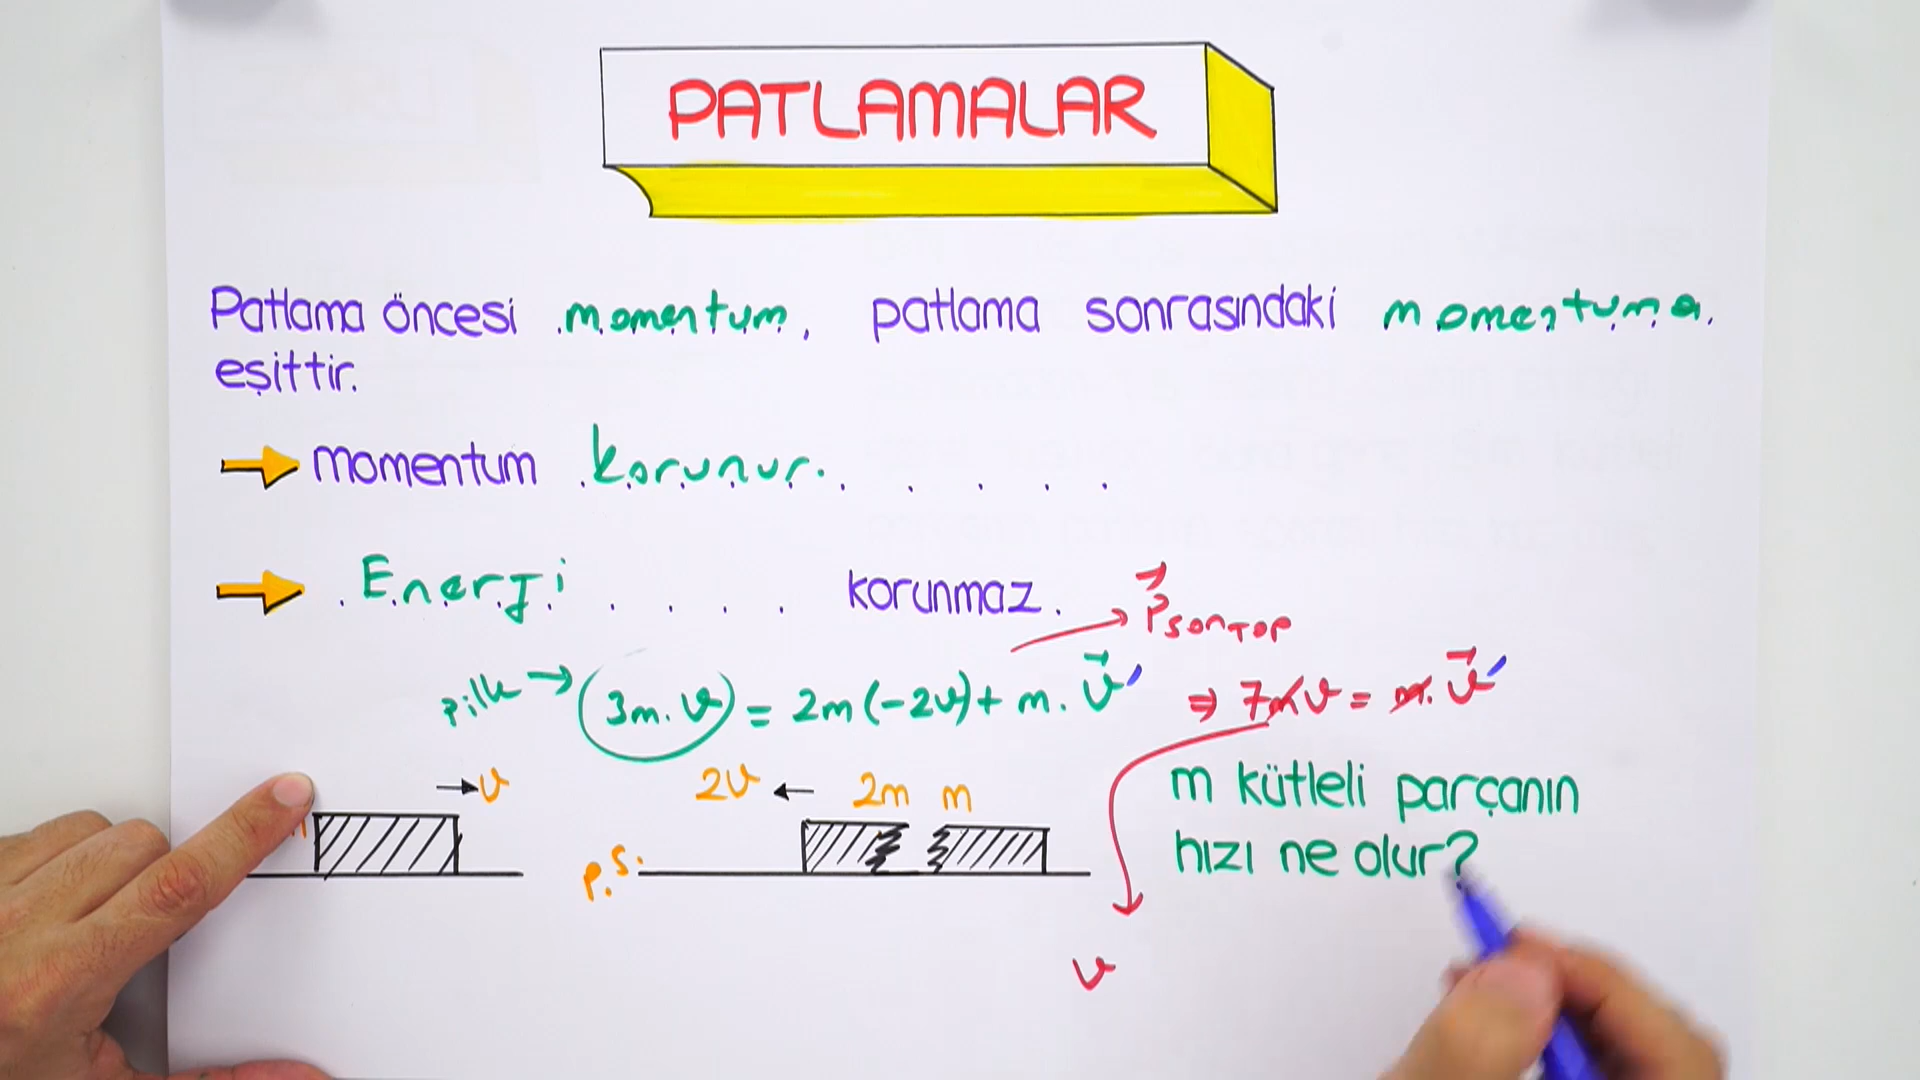 PATLAMALAR
Patlama öncesi momentum, patlama sonrasındaki momentuma
eşittir.
momentum korunur.
Enerji korunmaz.
P⃗sonTOP
pilk → 3m.v = 2m(-2v) + m.v⃗' ⇒ 7mv = m.v⃗'
→v 2v ← 2m m
m kütleli parçanın
hızı ne olur?
P.S.
v